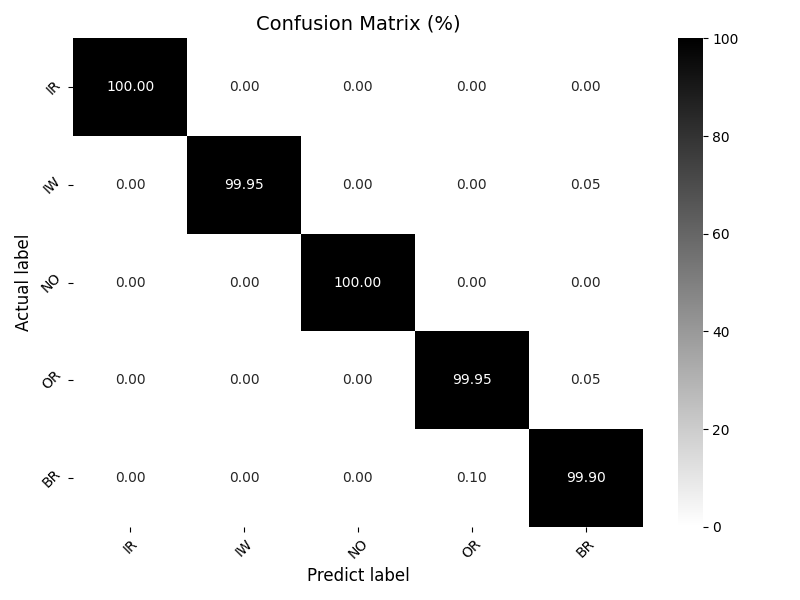 Confusion Matrix (%)
IR 100.00 0.00 0.00 0.00 0.00
IW 0.00 99.95 0.00 0.00 0.05
NO 0.00 0.00 100.00 0.00 0.00
OR 0.00 0.00 0.00 99.95 0.05
BR 0.00 0.00 0.00 0.10 99.90
IR IW NO OR BR
Predict label
Actual label
100
80
60
40
20
0